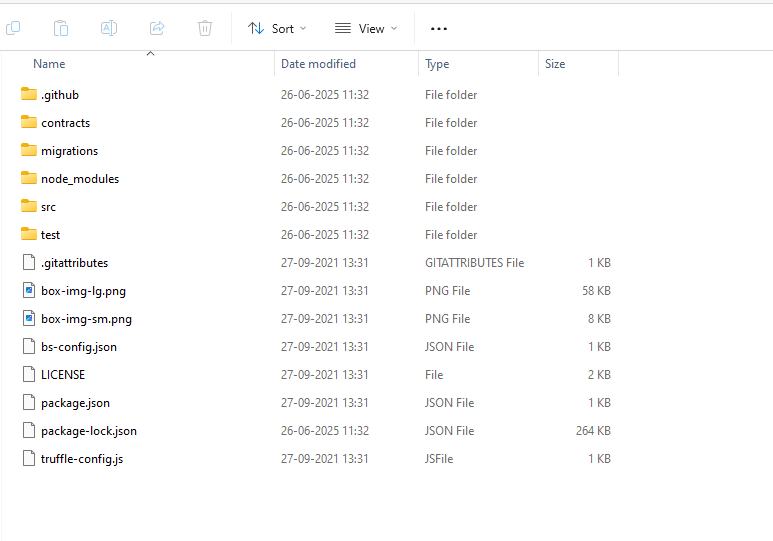 Sort View
Name Date modified Type Size
.github 26-06-2025 11:32 File folder
contracts 26-06-2025 11:32 File folder
migrations 26-06-2025 11:32 File folder
node_modules 26-06-2025 11:32 File folder
src 26-06-2025 11:32 File folder
test 26-06-2025 11:32 File folder
.gitattributes 27-09-2021 13:31 GITATTRIBUTES File 1 KB
box-img-lg.png 27-09-2021 13:31 PNG File 58 KB
box-img-sm.png 27-09-2021 13:31 PNG File 8 KB
bs-config.json 27-09-2021 13:31 JSON File 1 KB
LICENSE 27-09-2021 13:31 File 2 KB
package.json 27-09-2021 13:31 JSON File 1 KB
package-lock.json 26-06-2025 11:32 JSON File 264 KB
truffle-config.js 27-09-2021 13:31 JSFile 1 KB